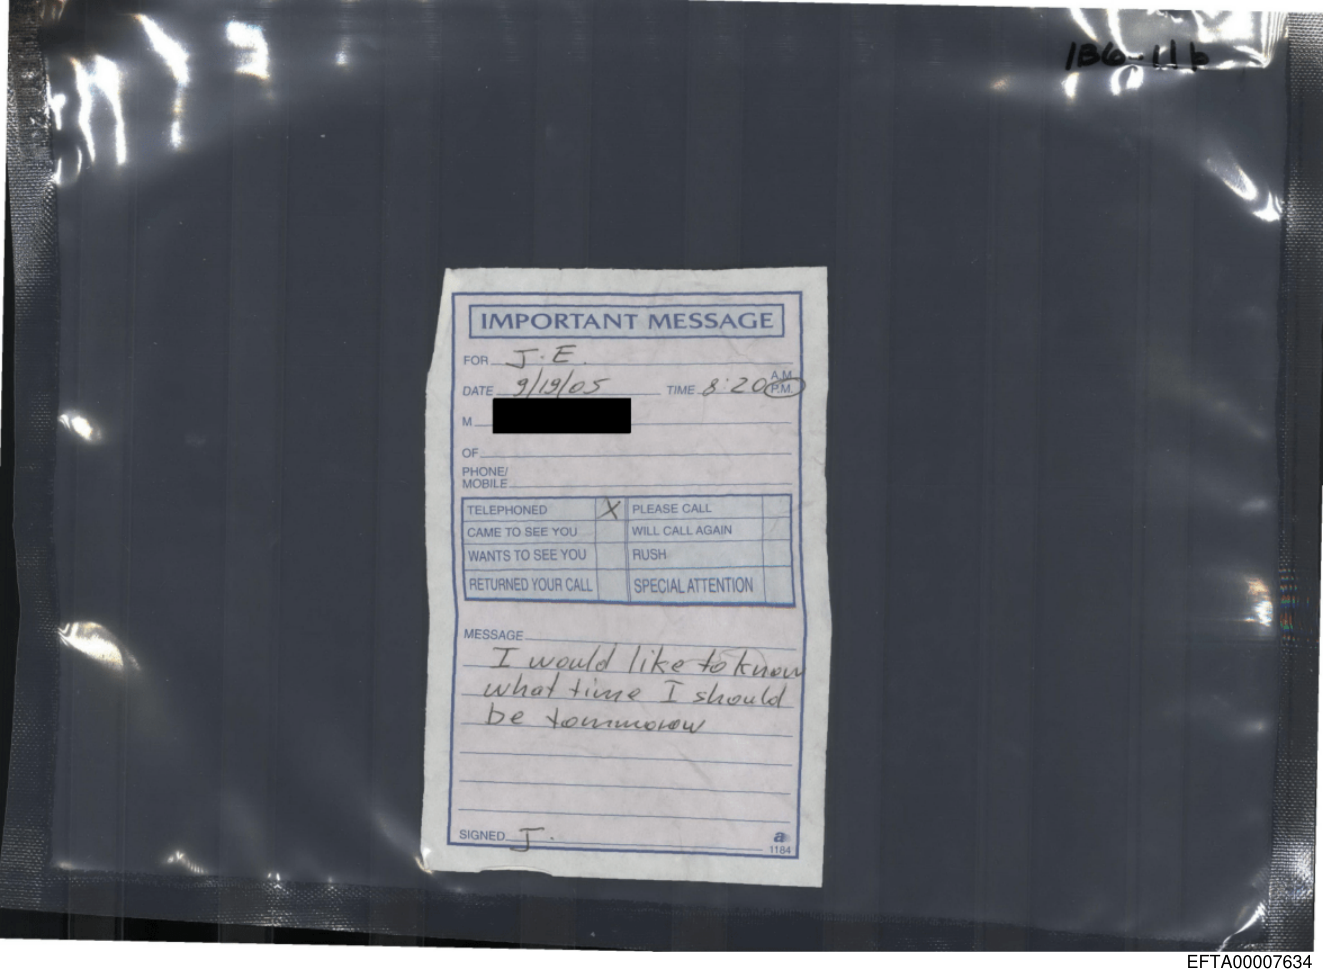 1B6-11b
IMPORTANT MESSAGE
FOR J.E.
DATE 9/19/05 TIME 8:20 A.M.
P.M.
M
OF
PHONE/
MOBILE
TELEPHONED X PLEASE CALL
CAME TO SEE YOU WILL CALL AGAIN
WANTS TO SEE YOU RUSH
RETURNED YOUR CALL SPECIAL ATTENTION
MESSAGE
I would like to know
what time I should
be tommorow
SIGNED J.
a
1184
EFTA00007634